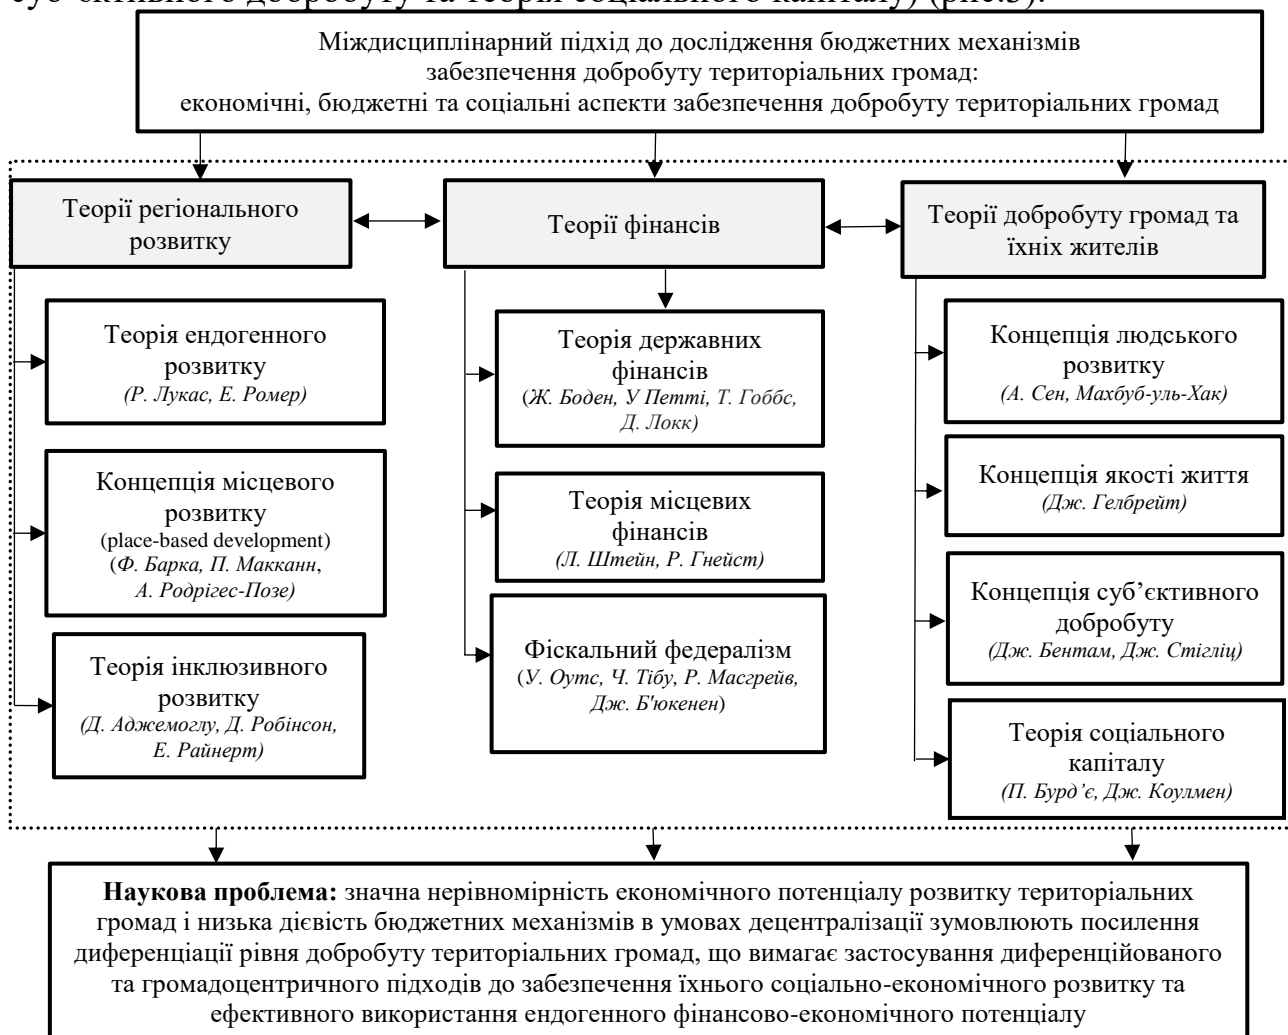 суб’єктивного добробуту та теорія соціального капіталу) (рис.3).
Міждисциплінарний підхід до дослідження бюджетних механізмів
забезпечення добробуту територіальних громад:
економічні, бюджетні та соціальні аспекти забезпечення добробуту територіальних громад
Теорії регіонального
розвитку
Теорії фінансів
Теорії добробуту громад та
їхніх жителів
Теорія ендогенного
розвитку
(Р. Лукас, Е. Ромер)
Концепція місцевого
розвитку
(place-based development)
(Ф. Барка, П. Макканн,
А. Родрігес-Позе)
Теорія інклюзивного
розвитку
(Д. Аджемоглу, Д. Робінсон,
Е. Райнерт)
Теорія державних
фінансів
(Ж. Боден, У Петті, Т. Гоббс,
Д. Локк)
Теорія місцевих
фінансів
(Л. Штейн, Р. Гнейст)
Фіскальний федералізм
(У. Оутс, Ч. Тібу, Р. Масгрейв,
Дж. Б'юкенен)
Концепція людського
розвитку
(А. Сен, Махбуб-уль-Хак)
Концепція якості життя
(Дж. Гелбрейт)
Концепція суб’єктивного
добробуту
(Дж. Бентам, Дж. Стігліц)
Теорія соціального
капіталу
(П. Бурд’є, Дж. Коулмен)
Наукова проблема: значна нерівномірність економічного потенціалу розвитку територіальних
громад і низька дієвість бюджетних механізмів в умовах децентралізації зумовлюють посилення
диференціації рівня добробуту територіальних громад, що вимагає застосування диференційованого
та громадоцентричного підходів до забезпечення їхнього соціально-економічного розвитку та
ефективного використання ендогенного фінансово-економічного потенціалу